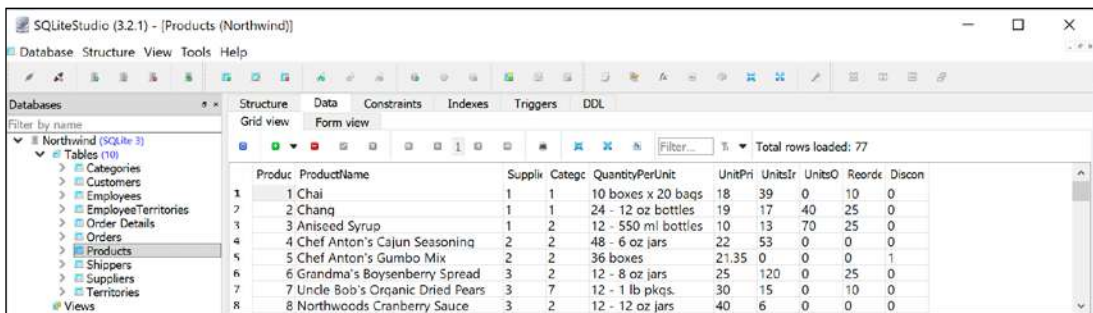 SQLiteStudio (3.2.1) - [Products (Northwind)]
Database Structure View Tools Help
Databases
Filter by name
Northwind (SQLite 3)
Tables (10)
Categories
Customers
Employees
EmployeeTerritories
Order Details
Orders
Products
Shippers
Suppliers
Territories
Views
Structure Data Constraints Indexes Triggers DDL
Grid view Form view
1 Filter... Total rows loaded: 77
Produc ProductName Supplie Catego QuantityPerUnit UnitPri UnitsIr UnitsO Reorde Discon
1 1 Chai 1 1 10 boxes x 20 bags 18 39 0 10 0
2 2 Chang 1 1 24 - 12 oz bottles 19 17 40 25 0
3 3 Aniseed Syrup 1 2 12 - 550 ml bottles 10 13 70 25 0
4 4 Chef Anton's Cajun Seasoning 2 2 48 - 6 oz jars 22 53 0 0 0
5 5 Chef Anton's Gumbo Mix 2 2 36 boxes 21.35 0 0 0 1
6 6 Grandma's Boysenberry Spread 3 2 12 - 8 oz jars 25 120 0 25 0
7 7 Uncle Bob's Organic Dried Pears 3 7 12 - 1 lb pkgs. 30 15 0 10 0
8 8 Northwoods Cranberry Sauce 3 2 12 - 12 oz jars 40 6 0 0 0